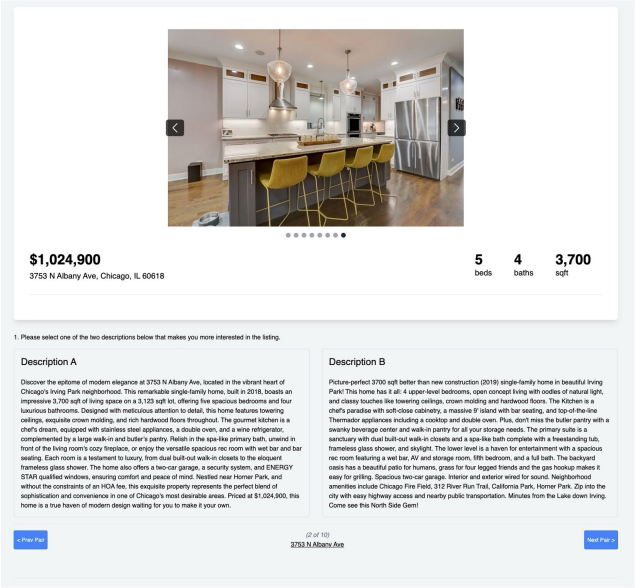 $1,024,900
3753 N Albany Ave, Chicago, IL 60618
5
beds
4
baths
3,700
sqft
1. Please select one of the two descriptions below that makes you more interested in the listing.
Description A
Discover the epitome of modern elegance at 3753 N Albany Ave, located in the vibrant heart of
Chicago's Irving Park neighborhood. This remarkable single-family home, built in 2018, boasts an
impressive 3,700 sqft of living space on a 3,123 sqft lot, offering five spacious bedrooms and four
luxurious bathrooms. Designed with meticulous attention to detail, this home features towering
ceilings, exquisite crown molding, and rich hardwood floors throughout. The gourmet kitchen is a
chef's dream, equipped with stainless steel appliances, a double oven, and a wine refrigerator,
complemented by a large walk-in and butler's pantry. Relish in the spa-like primary bath, unwind in
front of the living room's cozy fireplace, or enjoy the versatile spacious rec room with wet bar and bar
seating. Each room is a testament to luxury, from dual built-out walk-in closets to the eloquent
frameless glass shower. The home also offers a two-car garage, a security system, and ENERGY
STAR qualified windows, ensuring comfort and peace of mind. Nestled near Horner Park, and
without the constraints of an HOA fee, this exquisite property represents the perfect blend of
sophistication and convenience in one of Chicago's most desirable areas. Priced at $1,024,900, this
home is a true haven of modern design waiting for you to make it your own.
Description B
Picture-perfect 3700 sqft better than new construction (2019) single-family home in beautiful Irving
Park! This home has it all: 4 upper-level bedrooms, open concept living with oodles of natural light,
and classy touches like towering ceilings, crown molding and hardwood floors. The Kitchen is a
chef's paradise with soft-close cabinetry, a massive 9' island with bar seating, and top-of-the-line
Thermador appliances including a cooktop and double oven. Plus, don't miss the butler pantry with a
swanky beverage center and walk-in pantry for all your storage needs. The primary suite is a
sanctuary with dual built-out walk-in closets and a spa-like bath complete with a freestanding tub,
frameless glass shower, and skylight. The lower level is a haven for entertainment with a spacious
rec room featuring a wet bar, AV and storage room, fifth bedroom, and a full bath. The backyard
oasis has a beautiful patio for humans, grass for four legged friends and the gas hookup makes it
easy for grilling. Spacious two-car garage. Interior and exterior wired for sound. Neighborhood
amenities include Chicago Fire Field, 312 River Run Trail, California Park, Horner Park. Zip into the
city with easy highway access and nearby public transportation. Minutes from the Lake down Irving.
Come see this North Side Gem!
< Prev Pair
(2 of 10)
3753 N Albany Ave
Next Pair >